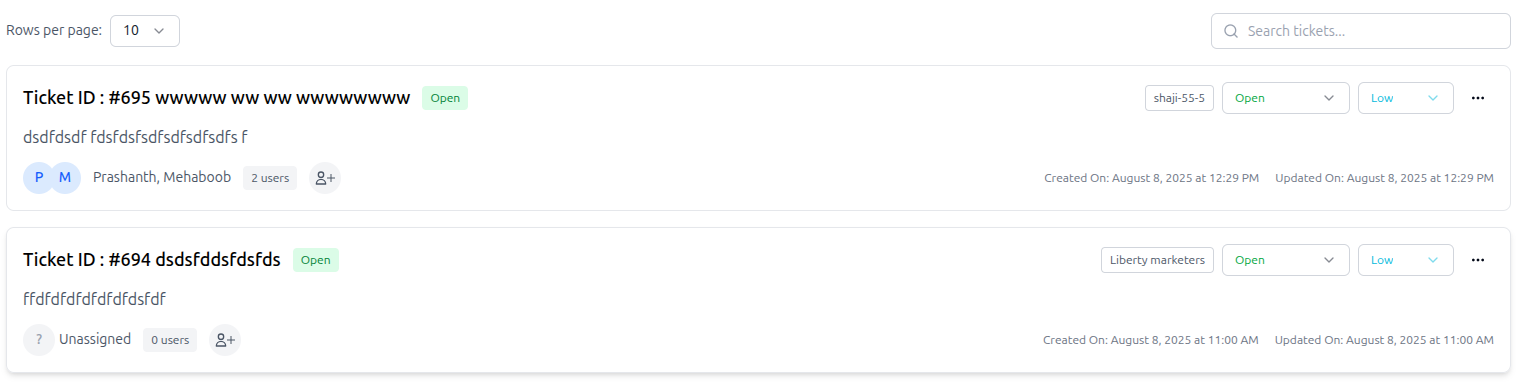 Rows per page: 10 Search tickets...
Ticket ID : #695 wwwww ww ww wwwwwwww Open shaji-55-5 Open Low ...
dsdfdsdf fdsfdsfsdfsdfsdfsdfs f
P M Prashanth, Mehaboob 2 users Created On: August 8, 2025 at 12:29 PM Updated On: August 8, 2025 at 12:29 PM
Ticket ID : #694 dsdsfddsfdsfds Open Liberty marketers Open Low ...
ffdfdfdfdfdfdfdsfdf
? Unassigned 0 users Created On: August 8, 2025 at 11:00 AM Updated On: August 8, 2025 at 11:00 AM